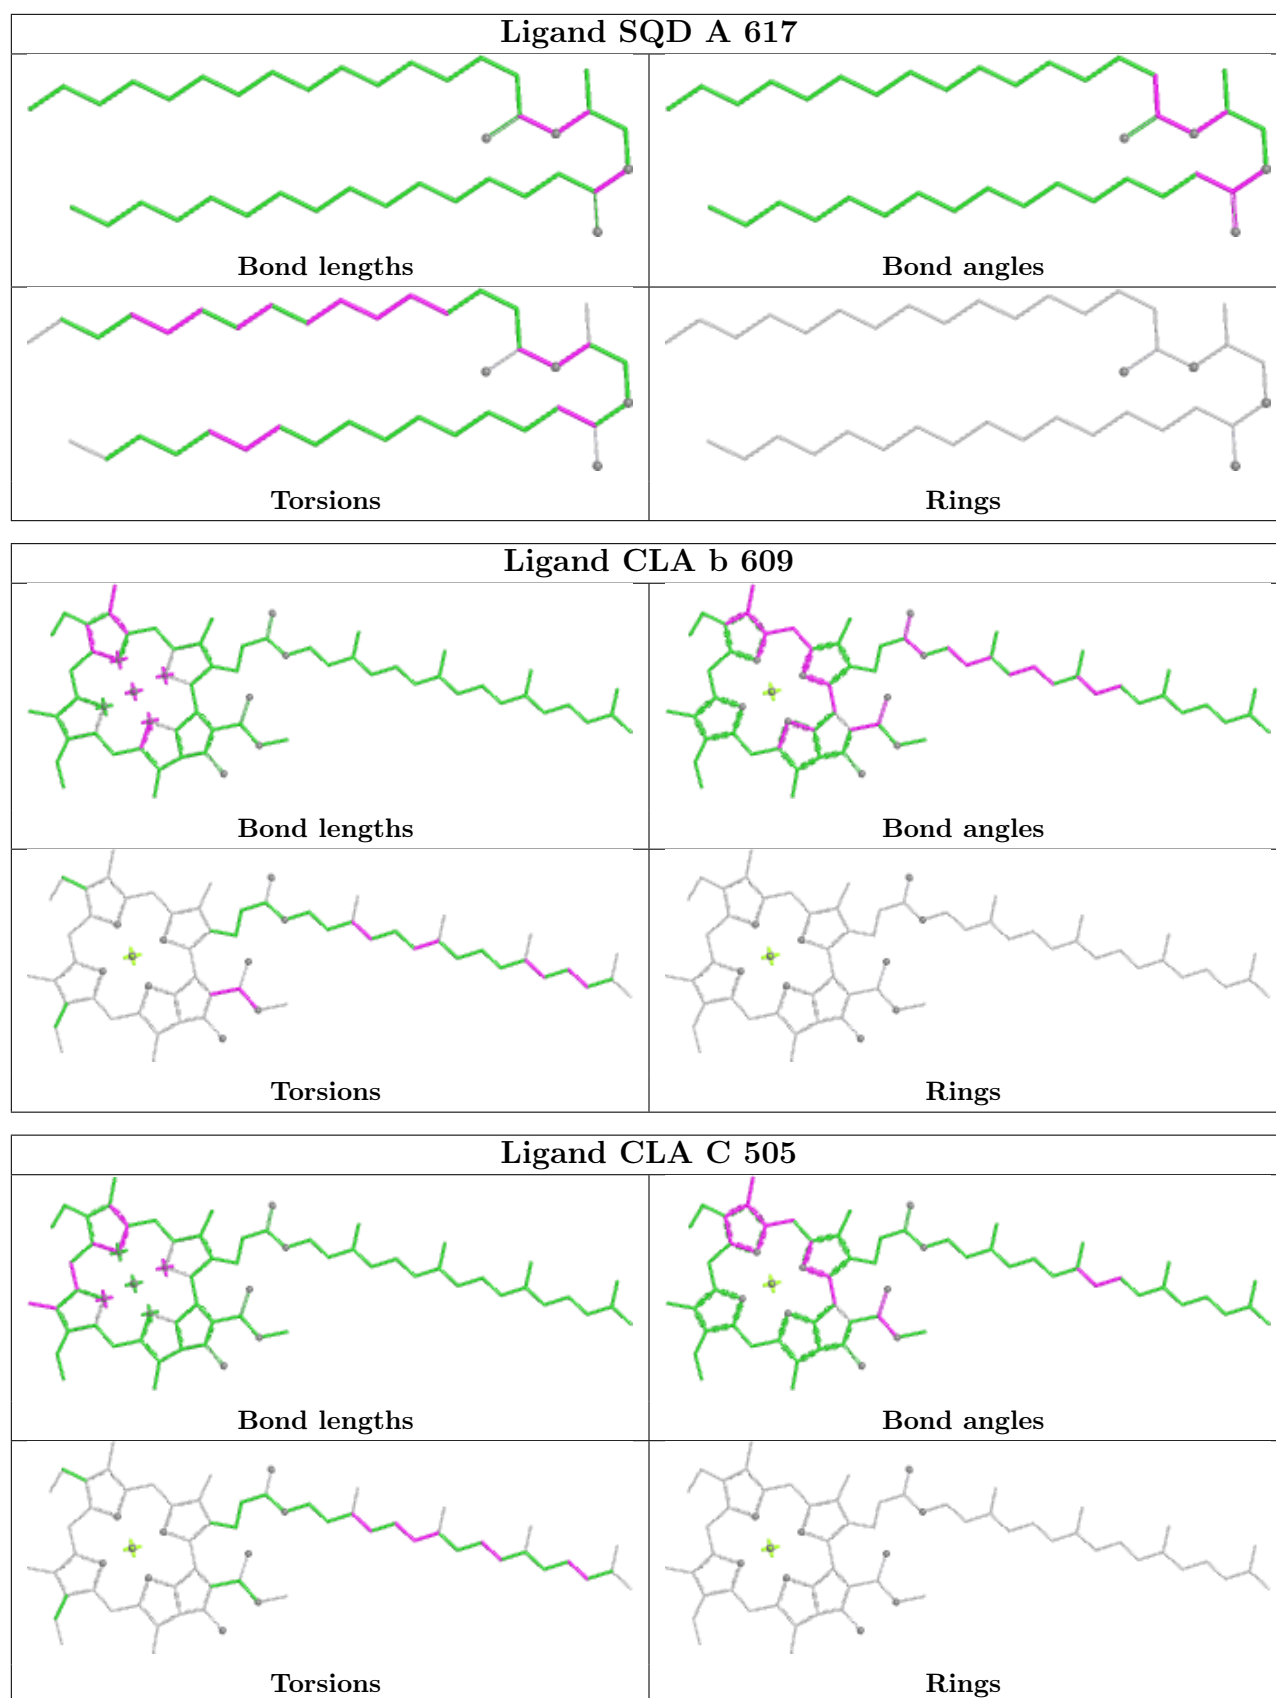 Ligand SQD A 617
Bond lengths
Bond angles
Torsions
Rings
Ligand CLA b 609
Bond lengths
Bond angles
Torsions
Rings
Ligand CLA C 505
Bond lengths
Bond angles
Torsions
Rings